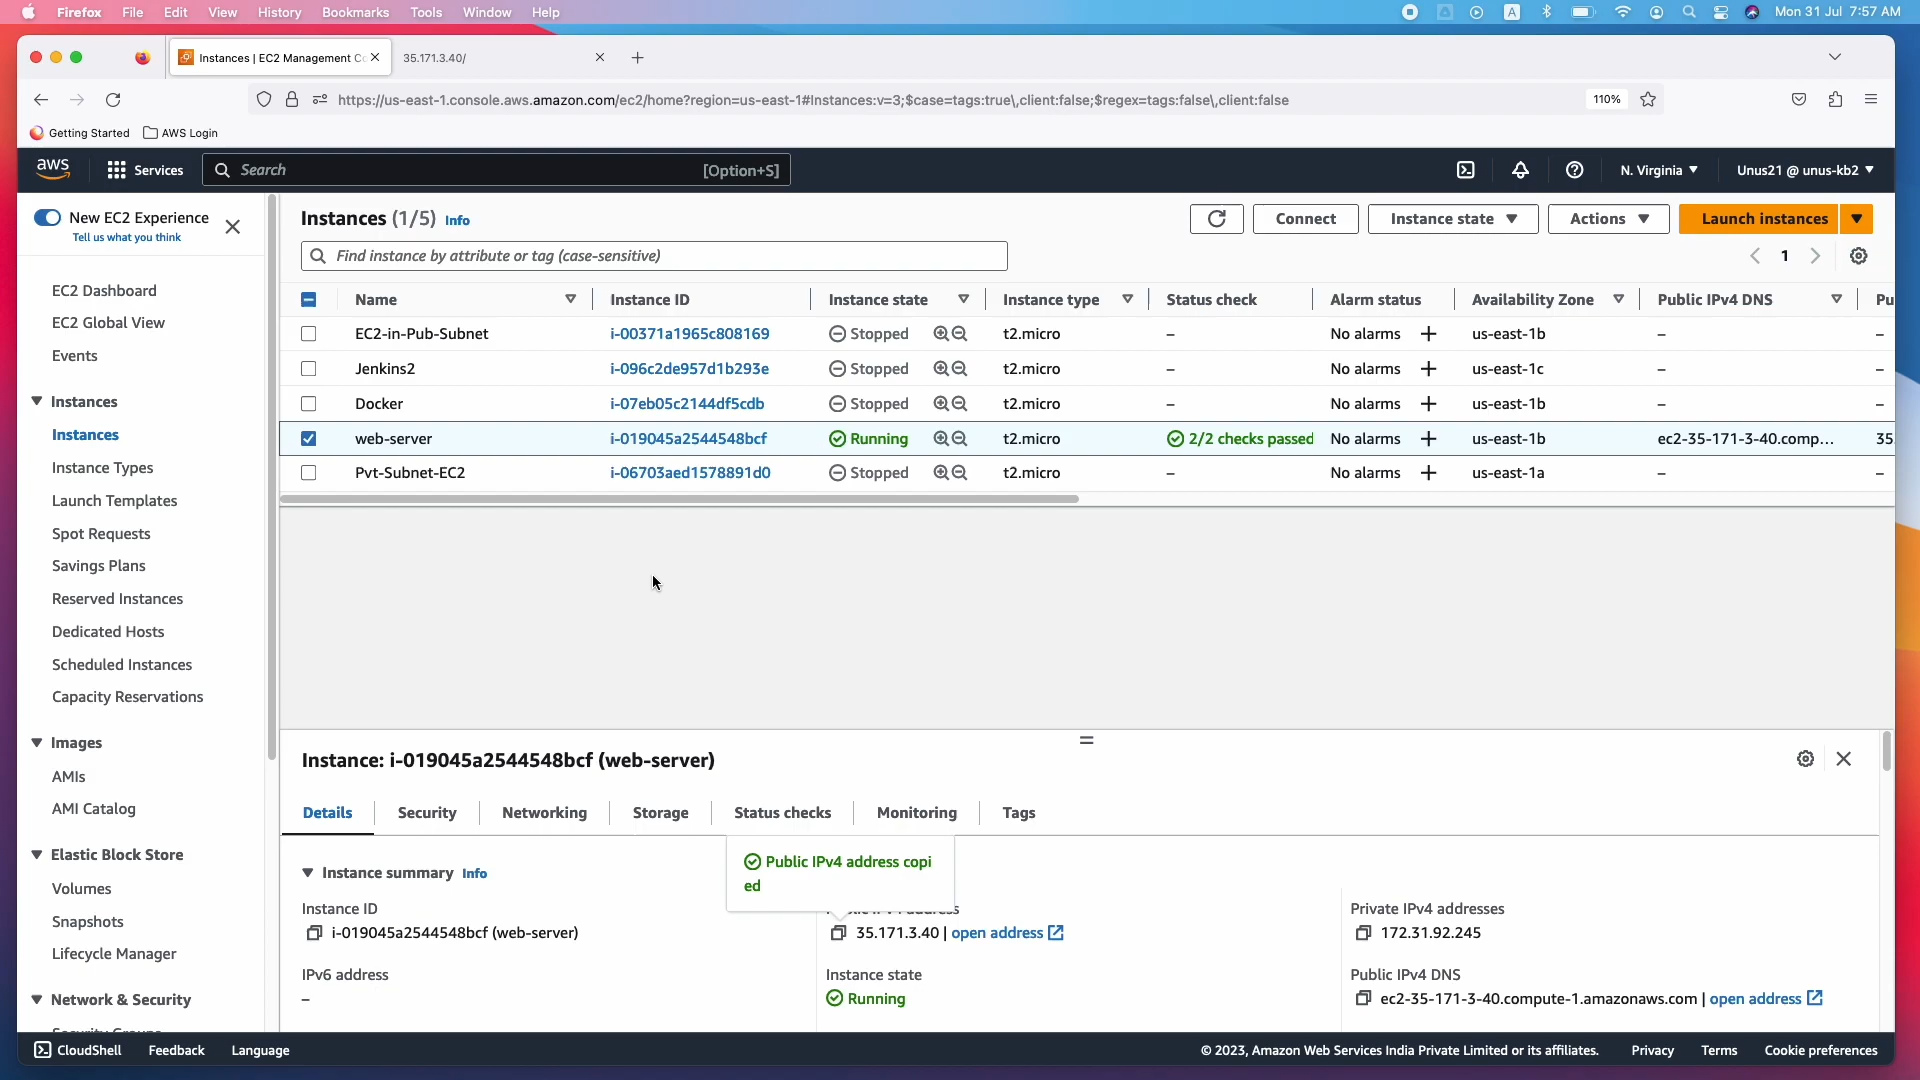 Firefox File Edit View History Bookmarks Tools Window Help A Mon 31 Jul 7:57 AM
Instances | EC2 Management Co 35.171.3.40/
https://us-east-1.console.aws.amazon.com/ec2/home?region=us-east-1#Instances:v=3;$case=tags:true\,client:false;$regex=tags:false\,client:false 110%
Getting Started AWS Login
aws Services Search [Option+S] N. Virginia Unus21 @ unus-kb2
New EC2 Experience
Tell us what you think
EC2 Dashboard
EC2 Global View
Events
Instances
Instances
Instance Types
Launch Templates
Spot Requests
Savings Plans
Reserved Instances
Dedicated Hosts
Scheduled Instances
Capacity Reservations
Images
AMIs
AMI Catalog
Elastic Block Store
Volumes
Snapshots
Lifecycle Manager
Network & Security
Instances (1/5) Info Connect Instance state Actions Launch instances
Find instance by attribute or tag (case-sensitive) 1
Name Instance ID Instance state Instance type Status check Alarm status Availability Zone Public IPv4 DNS Pu
EC2-in-Pub-Subnet i-00371a1965c808169 Stopped t2.micro – No alarms us-east-1b – –
Jenkins2 i-096c2de957d1b293e Stopped t2.micro – No alarms us-east-1c – –
Docker i-07eb05c2144df5cdb Stopped t2.micro – No alarms us-east-1b – –
web-server i-019045a2544548bcf Running t2.micro 2/2 checks passed No alarms us-east-1b ec2-35-171-3-40.comp... 35
Pvt-Subnet-EC2 i-06703aed1578891d0 Stopped t2.micro – No alarms us-east-1a – –
Instance: i-019045a2544548bcf (web-server)
Details Security Networking Storage Status checks Monitoring Tags
Public IPv4 address copi
ed
Instance summary Info
Instance ID
i-019045a2544548bcf (web-server)
35.171.3.40 | open address
Private IPv4 addresses
172.31.92.245
IPv6 address
–
Instance state
Running
Public IPv4 DNS
ec2-35-171-3-40.compute-1.amazonaws.com | open address
CloudShell Feedback Language © 2023, Amazon Web Services India Private Limited or its affiliates. Privacy Terms Cookie preferences